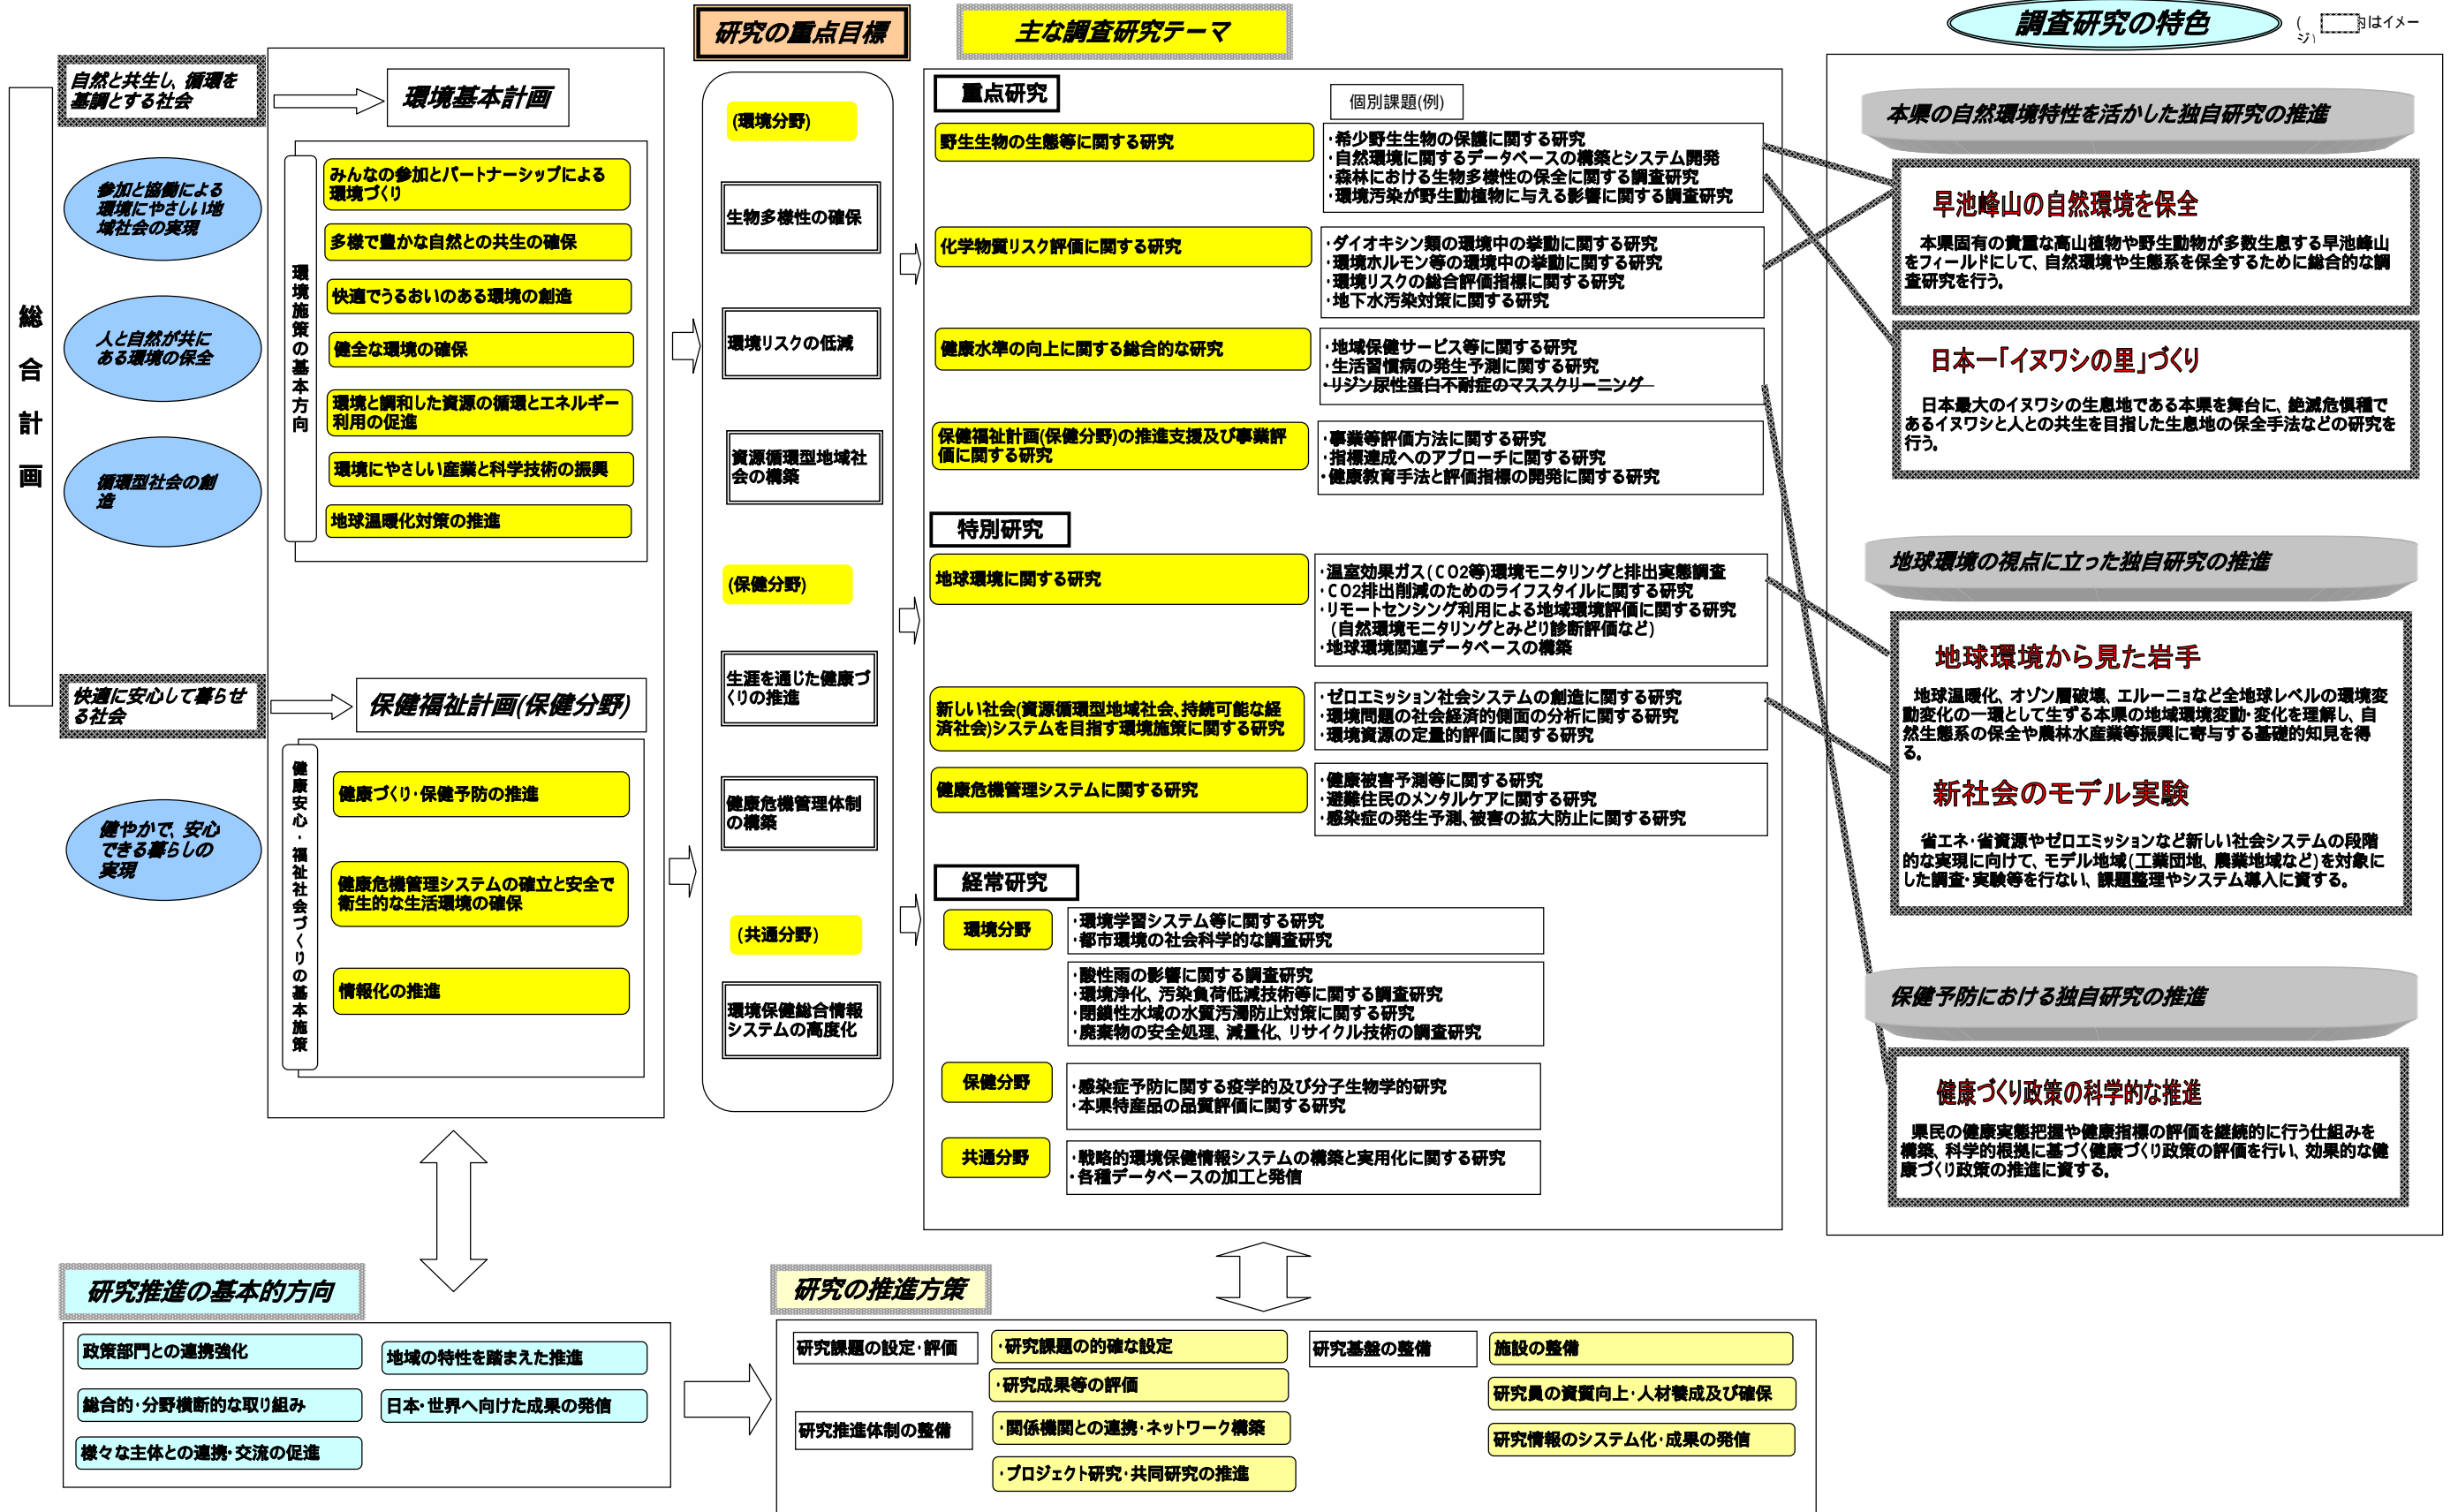 研究の重点目標
主な調査研究テーマ
調査研究の特色
( 内はイメー
ジ)
総合計画
自然と共生し、循環を
基調とする社会
環境基本計画
参加と協働による
環境にやさしい地
域社会の実現
人と自然が共に
ある環境の保全
循環型社会の創
造
環境施策の基本方向
みんなの参加とパートナーシップによる
環境づくり
多様で豊かな自然との共生の確保
快適でうるおいのある環境の創造
健全な環境の確保
環境と調和した資源の循環とエネルギー
利用の促進
環境にやさしい産業と科学技術の振興
地球温暖化対策の推進
快適に安心して暮らせ
る社会
保健福祉計画(保健分野)
健やかで、安心
できる暮らしの
実現
健康安心・福祉社会づくりの基本施策
健康づくり・保健予防の推進
健康危機管理システムの確立と安全で
衛生的な生活環境の確保
情報化の推進
(環境分野)
生物多様性の確保
環境リスクの低減
資源循環型地域社
会の構築
(保健分野)
生涯を通じた健康づ
くりの推進
健康危機管理体制
の構築
(共通分野)
環境保健総合情報
システムの高度化
重点研究
個別課題(例)
野生生物の生態等に関する研究
・希少野生生物の保護に関する研究
・自然環境に関するデータベースの構築とシステム開発
・森林における生物多様性の保全に関する調査研究
・環境汚染が野生動植物に与える影響に関する調査研究
化学物質リスク評価に関する研究
・ダイオキシン類の環境中の挙動に関する研究
・環境ホルモン等の環境中の挙動に関する研究
・環境リスクの総合評価指標に関する研究
・地下水汚染対策に関する研究
健康水準の向上に関する総合的な研究
・地域保健サービス等に関する研究
・生活習慣病の発生予測に関する研究
・リジン尿性蛋白不耐症のマススクリーニング
保健福祉計画(保健分野)の推進支援及び事業評
価に関する研究
・事業等評価方法に関する研究
・指標達成へのアプローチに関する研究
・健康教育手法と評価指標の開発に関する研究
特別研究
地球環境に関する研究
・温室効果ガス(CO2等)環境モニタリングと排出実態調査
・CO2排出削減のためのライフスタイルに関する研究
・リモートセンシング利用による地域環境評価に関する研究
(自然環境モニタリングとみどり診断評価など)
・地球環境関連データベースの構築
新しい社会(資源循環型地域社会、持続可能な経
済社会)システムを目指す環境施策に関する研究
・ゼロエミッション社会システムの創造に関する研究
・環境問題の社会経済的側面の分析に関する研究
・環境資源の定量的評価に関する研究
健康危機管理システムに関する研究
・健康被害予測等に関する研究
・避難住民のメンタルケアに関する研究
・感染症の発生予測、被害の拡大防止に関する研究
経常研究
環境分野
・環境学習システム等に関する研究
・都市環境の社会科学的な調査研究
・酸性雨の影響に関する調査研究
・環境浄化、汚染負荷低減技術等に関する調査研究
・閉鎖性水域の水質汚濁防止対策に関する研究
・廃棄物の安全処理、減量化、リサイクル技術の調査研究
保健分野
・感染症予防に関する疫学的及び分子生物学的研究
・本県特産品の品質評価に関する研究
共通分野
・戦略的環境保健情報システムの構築と実用化に関する研究
・各種データベースの加工と発信
本県の自然環境特性を活かした独自研究の推進
早池峰山の自然環境を保全
本県固有の貴重な高山植物や野生動物が多数生息する早池峰山
をフィールドにして、自然環境や生態系を保全するために総合的な調
査研究を行う。
日本一「イヌワシの里」づくり
日本最大のイヌワシの生息地である本県を舞台に、絶滅危惧種で
あるイヌワシと人との共生を目指した生息地の保全手法などの研究を
行う。
地球環境の視点に立った独自研究の推進
地球環境から見た岩手
地球温暖化、オゾン層破壊、エルーニョなど全地球レベルの環境変
動変化の一環として生ずる本県の地域環境変動・変化を理解し、自
然生態系の保全や農林水産業等振興に寄与する基礎的知見を得
る。
新社会のモデル実験
省エネ・省資源やゼロエミッションなど新しい社会システムの段階
的な実現に向けて、モデル地域(工業団地、農業地域など)を対象に
した調査・実験等を行ない、課題整理やシステム導入に資する。
保健予防における独自研究の推進
健康づくり政策の科学的な推進
県民の健康実態把握や健康指標の評価を継続的に行う仕組みを
構築、科学的根拠に基づく健康づくり政策の評価を行い、効果的な健
康づくり政策の推進に資する。
研究推進の基本的方向
政策部門との連携強化
地域の特性を踏まえた推進
総合的・分野横断的な取り組み
日本・世界へ向けた成果の発信
様々な主体との連携・交流の促進
研究の推進方策
研究課題の設定・評価
・研究課題の的確な設定
・研究成果等の評価
研究推進体制の整備
・関係機関との連携・ネットワーク構築
・プロジェクト研究・共同研究の推進
研究基盤の整備
施設の整備
研究員の資質向上・人材養成及び確保
研究情報のシステム化・成果の発信